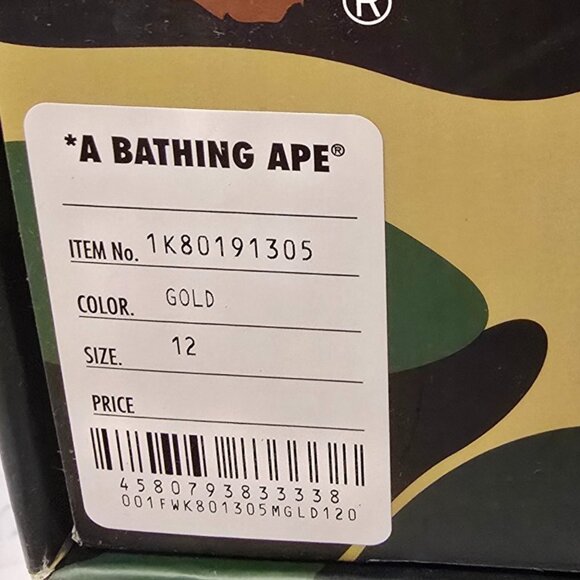 ®
*A BATHING APE®
ITEM No. 1K80191305
COLOR. GOLD
SIZE. 12
PRICE
4580793833338
001FWK801305MGLD120